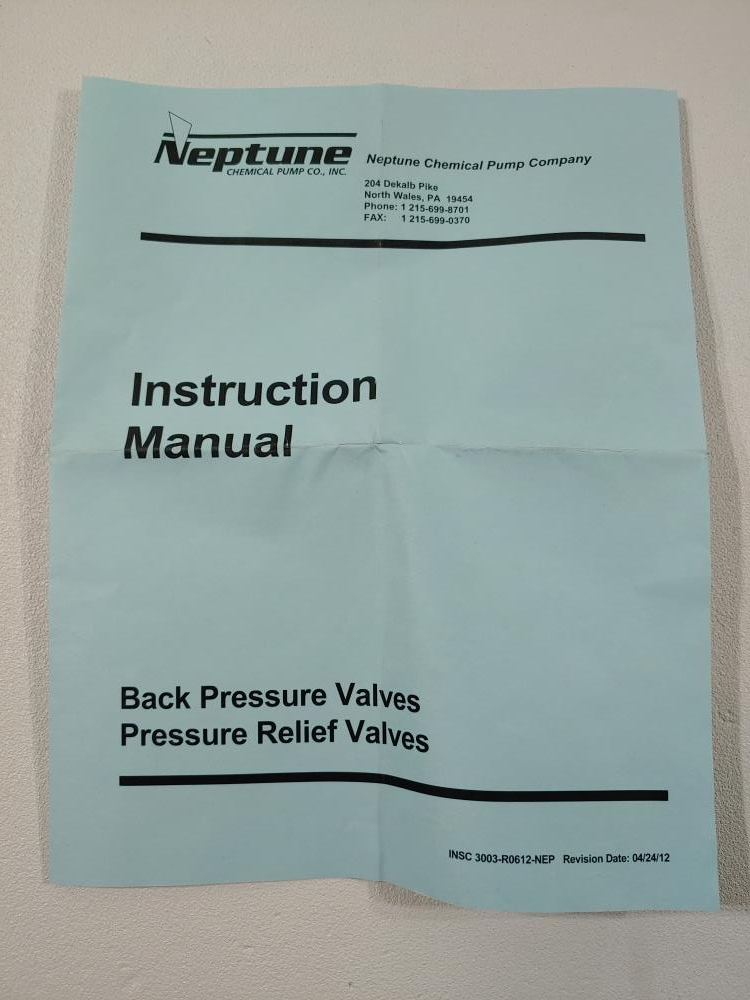 Neptune
CHEMICAL PUMP CO., INC.
Neptune Chemical Pump Company
204 Dekalb Pike
North Wales, PA 19454
Phone: 1 215-699-8701
FAX: 1 215-699-0370
Instruction
Manual
Back Pressure Valves
Pressure Relief Valves
INSC 3003-R0612-NEP Revision Date: 04/24/12